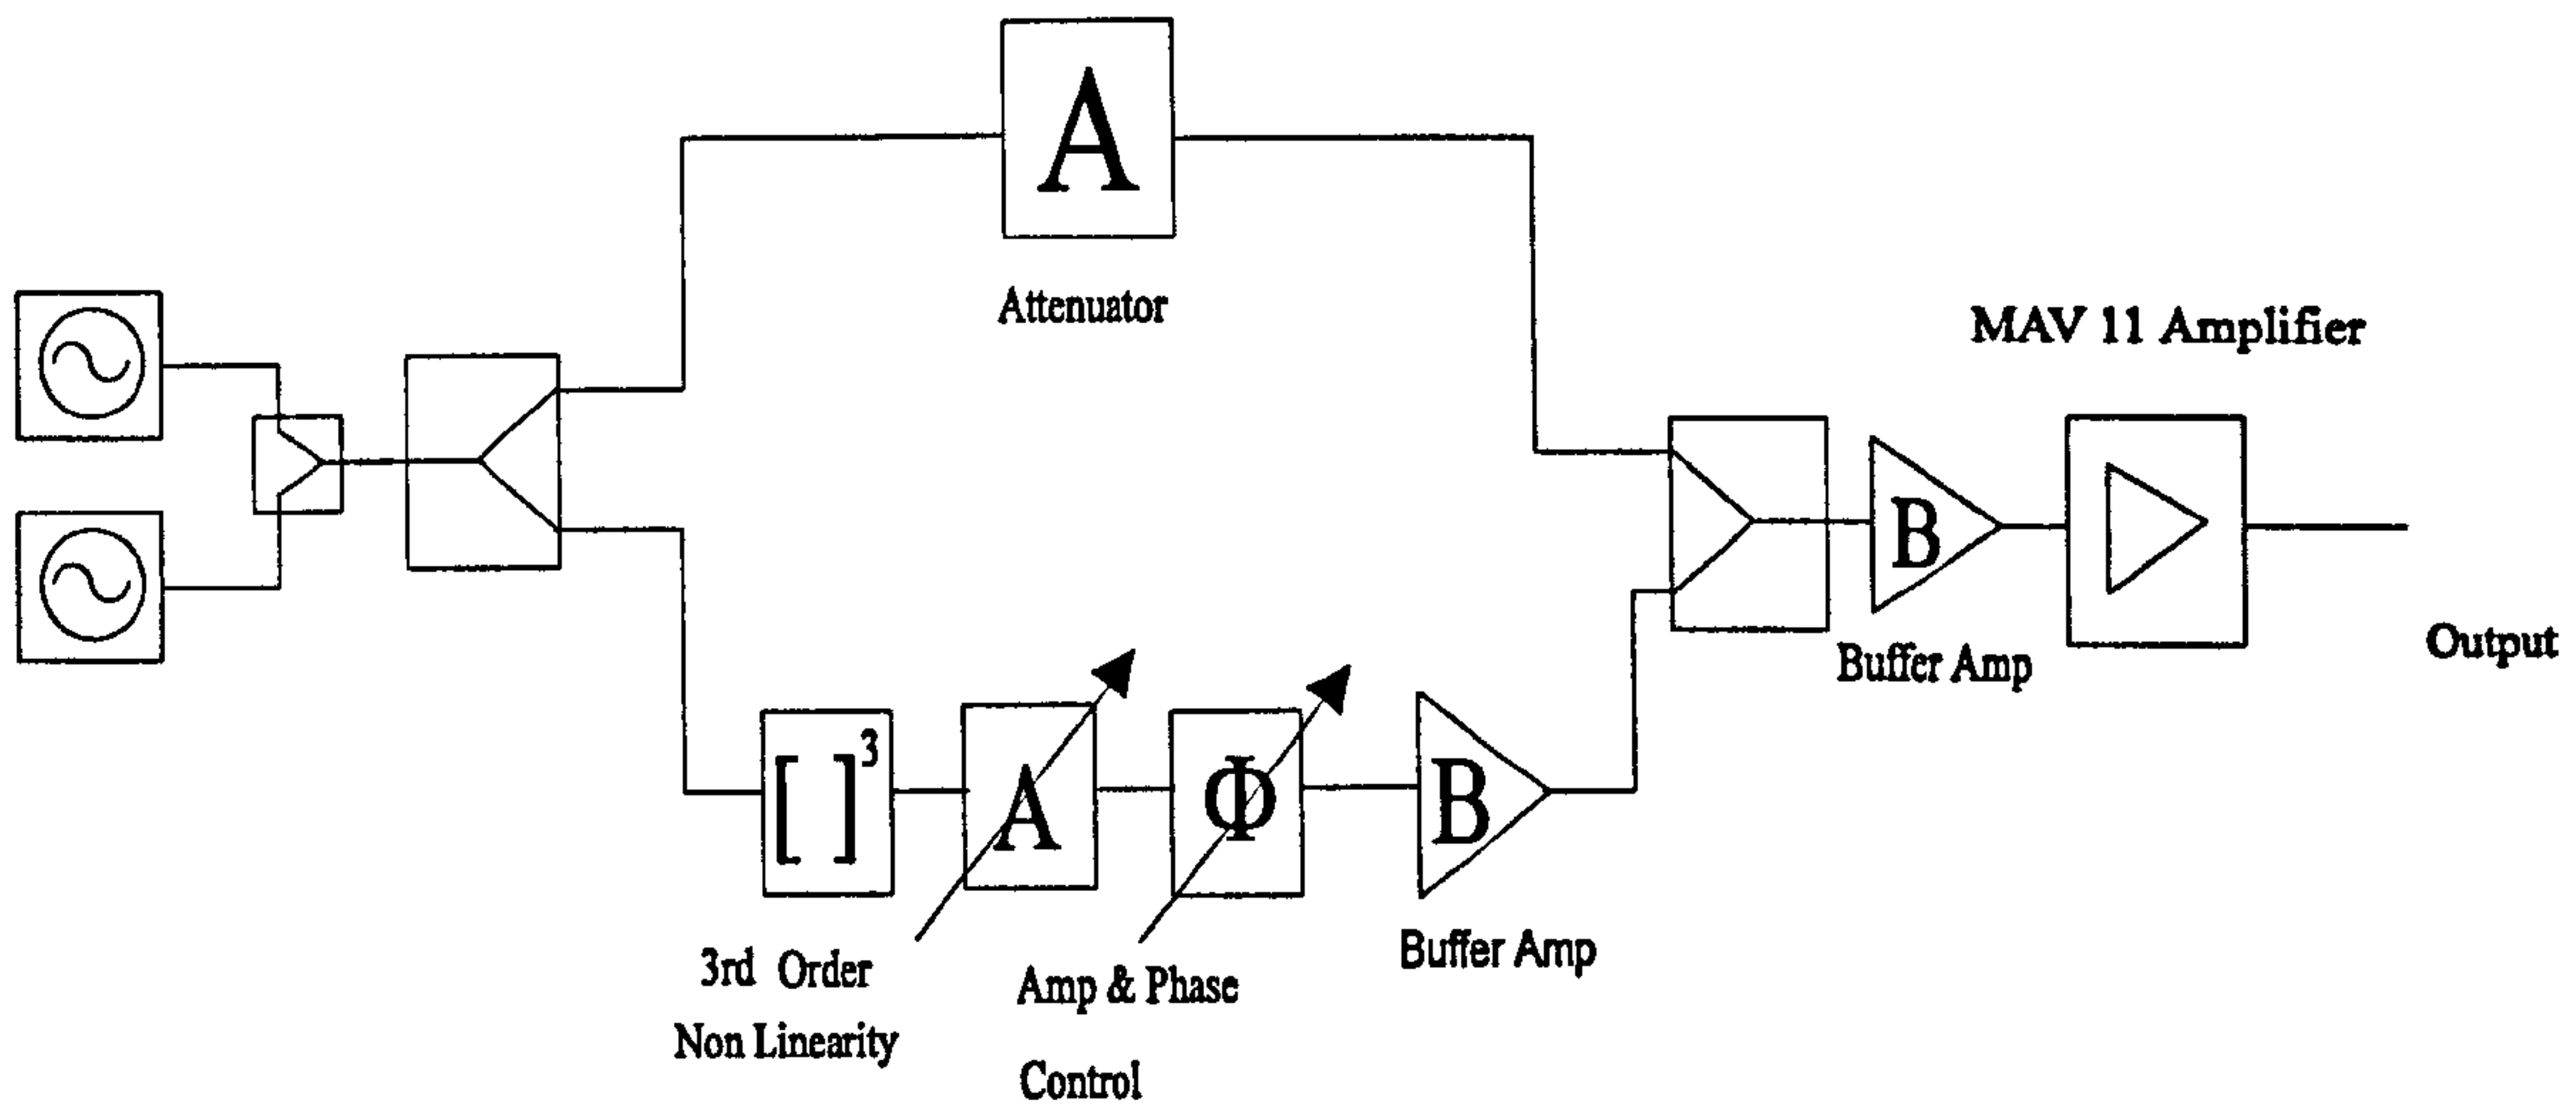 A
Attenuator
MAV 11 Amplifier
B
Buffer Amp
Output
[ ]³
A
Φ
B
3rd Order
Non Linearity
Amp & Phase
Control
Buffer Amp